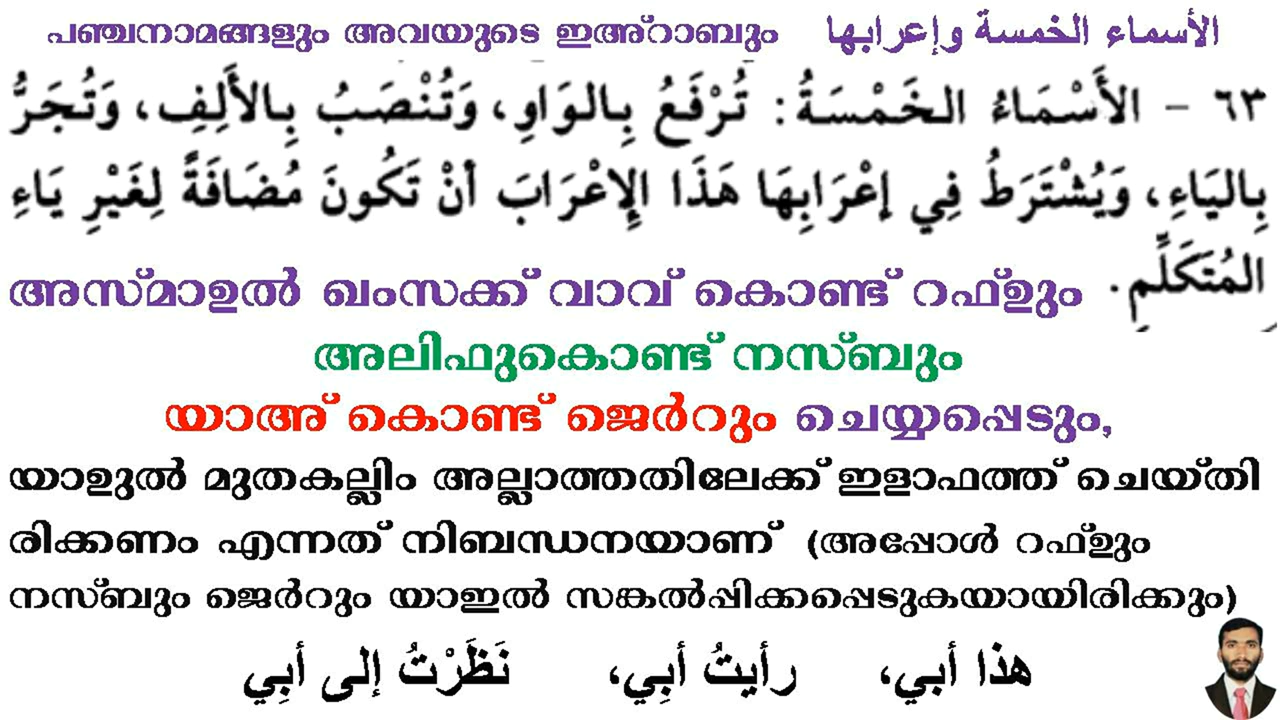 പഞ്ചനാമങ്ങളും അവയുടെ ഇഅ്റാബും الأسماء الخمسة وإعرابها
٦٣ - الأَسْمَاءُ الخَمْسَةُ: تُرْفَعُ بِالوَاوِ، وَتُنْصَبُ بِالأَلِفِ، وَتُجَرُّ
بِاليَاءِ، وَيُشْتَرَطُ فِي إعْرَابِهَا هَذَا الإِعْرَابَ أنْ تَكُونَ مُضَافَةً لِغَيْرِ يَاءِ
المُتَكَلِّمِ.
അസ്മാഉൽ ഖംസക്ക് വാവ് കൊണ്ട് റഫ്ഉും
അലിഫുകൊണ്ട് നസ്ബും
യാഅ് കൊണ്ട് ജെർറും ചെയ്യപ്പെടും,
യാഉുൽ മുതകല്ലിം അല്ലാത്തതിലേക്ക് ഇളാഫത്ത് ചെയ്തി
രിക്കണം എന്നത് നിബന്ധനയാണ് (അപ്പോൾ റഫ്ഉും
നസ്ബും ജെർറും യാഇൽ സങ്കൽപ്പിക്കപ്പെടുകയായിരിക്കും)
هذا أبي، رأيتُ أبِي، نَظَرْتُ إلى أبِي